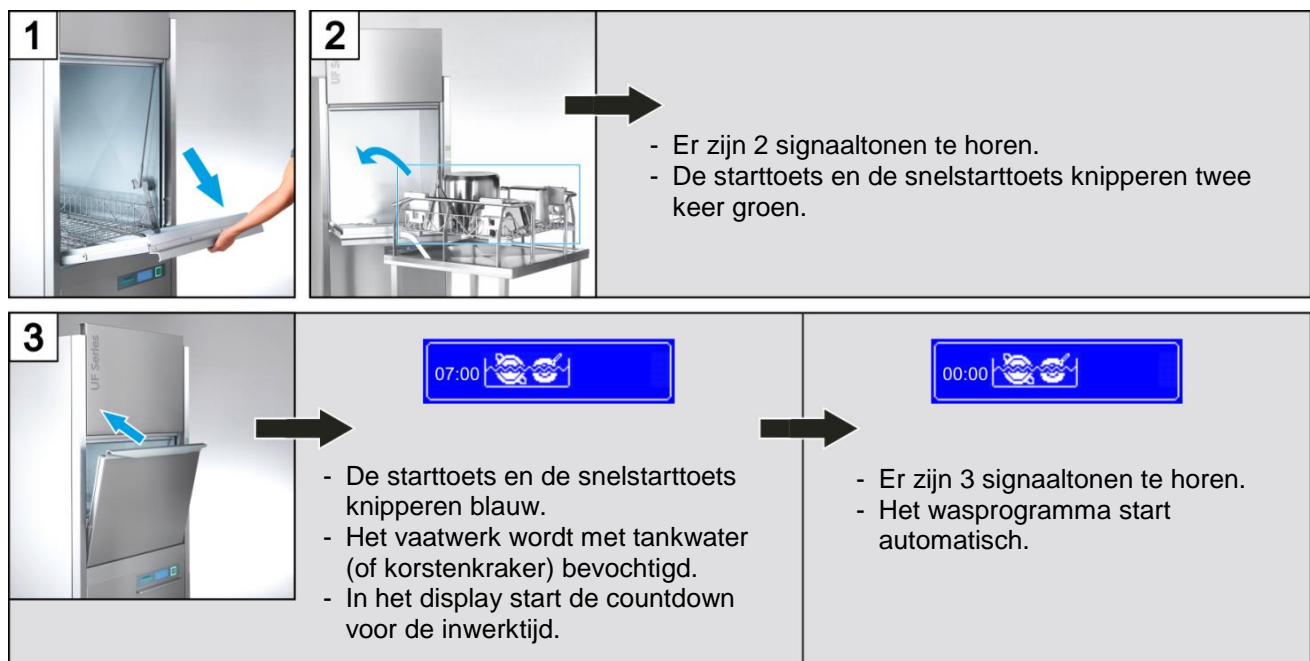 1
2
UF S
- Er zijn 2 signaaltonen te horen.
- De starttoets en de snelstarttoets knipperen twee
keer groen.
3
UF Series
07:00
- De starttoets en de snelstarttoets
knipperen blauw.
- Het vaatwerk wordt met tankwater
(of korstenkraker) bevochtigd.
- In het display start de countdown
voor de inwerktijd.
00:00
- Er zijn 3 signaaltonen te horen.
- Het wasprogramma start
automatisch.